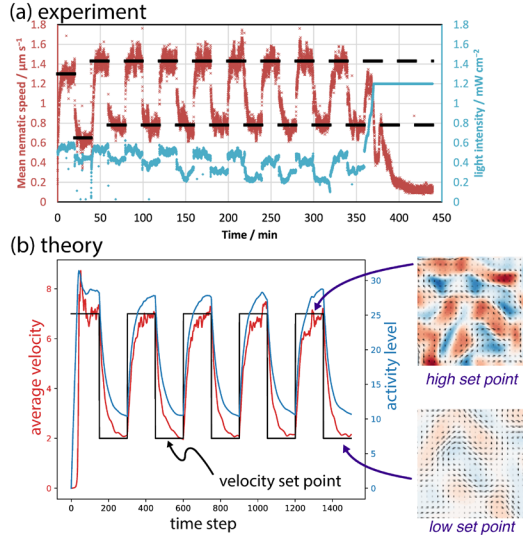 (a) experiment
Mean nematic speed / µm s⁻¹
1.8
1.6
1.4
1.2
1
0.8
0.6
0.4
0.2
0
1.8
1.6
1.4
1.2
1
0.8
0.6
0.4
0.2
0
light intensity / mW cm⁻²
0 50 100 150 200 250 300 350 400 450
Time / min
(b) theory
average velocity
8
6
4
2
0
30
25
20
15
10
5
0
activity level
velocity set point
0 200 400 600 800 1000 1200 1400
time step
high set point
low set point